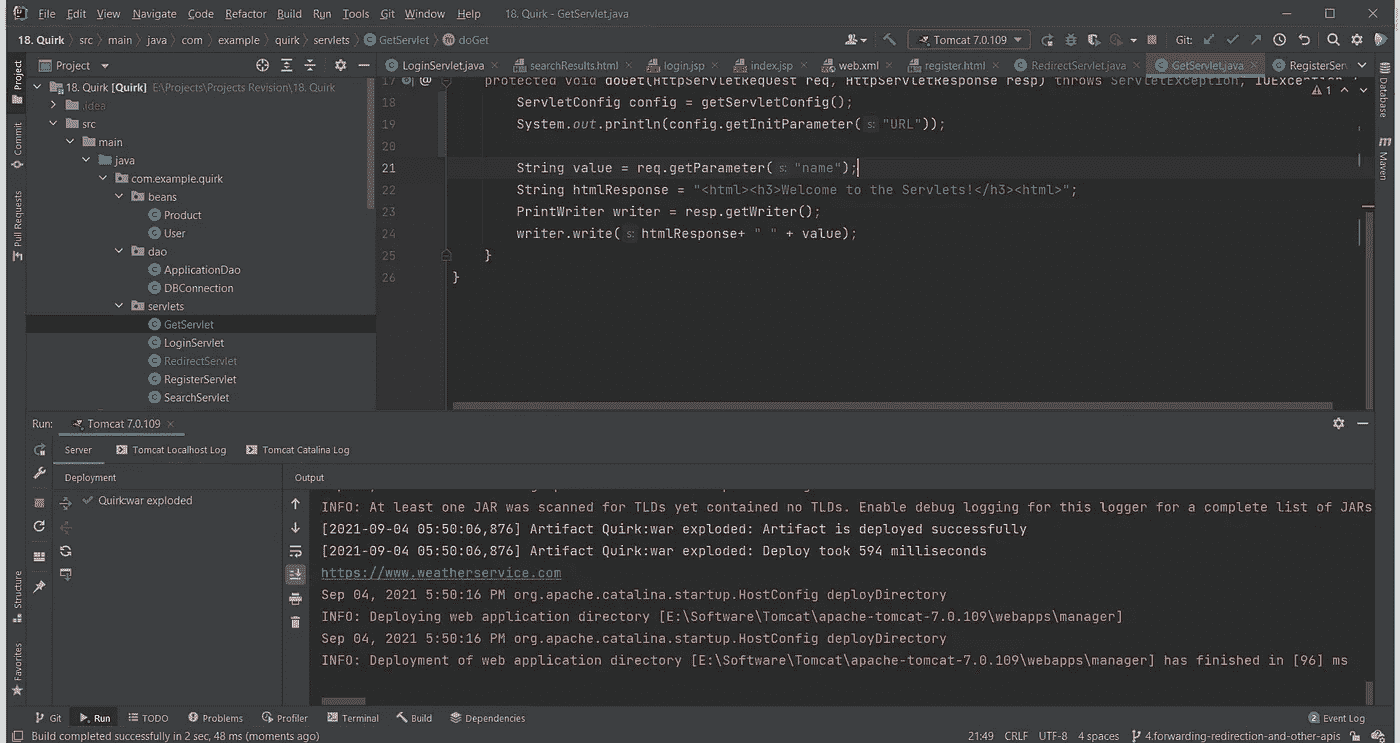 File Edit View Navigate Code Refactor Build Run Tools Git Window Help 18. Quirk - GetServlet.java
18. Quirk src main java com example quirk servlets GetServlet doGet Tomcat 7.0.109 Git:
Project
LoginServlet.java searchResults.html login.jsp index.jsp web.xml register.html RedirectServlet.java GetServlet.java RegisterSer
18. Quirk [Quirk] E:\Projects\Projects Revision\18. Quirk
.idea
src
main
java
com.example.quirk
beans
Product
User
dao
ApplicationDao
DBConnection
servlets
GetServlet
LoginServlet
RedirectServlet
RegisterServlet
SearchServlet
1
17 @ protected void doGet(HttpServletRequest req, HttpServletResponse resp) throws ServletException, IOException
18 ServletConfig config = getServletConfig();
19 System.out.println(config.getInitParameter( s: "URL"));
20
21 String value = req.getParameter( s: "name");
22 String htmlResponse = "<html><h3>Welcome to the Servlets!</h3><html>";
23 PrintWriter writer = resp.getWriter();
24 writer.write( s: htmlResponse+ " " + value);
25 }
26 }
Project
Commit
Pull Requests
Structure
Favorites
Database
m
Maven
Run: Tomcat 7.0.109
Server Tomcat Localhost Log Tomcat Catalina Log
Deployment
Quirk:war exploded
Output
INFO: At least one JAR was scanned for TLDs yet contained no TLDs. Enable debug logging for this logger for a complete list of JARs
[2021-09-04 05:50:06,876] Artifact Quirk:war exploded: Artifact is deployed successfully
[2021-09-04 05:50:06,876] Artifact Quirk:war exploded: Deploy took 594 milliseconds
https://www.weatherservice.com
Sep 04, 2021 5:50:16 PM org.apache.catalina.startup.HostConfig deployDirectory
INFO: Deploying web application directory [E:\Software\Tomcat\apache-tomcat-7.0.109\webapps\manager]
Sep 04, 2021 5:50:16 PM org.apache.catalina.startup.HostConfig deployDirectory
INFO: Deployment of web application directory [E:\Software\Tomcat\apache-tomcat-7.0.109\webapps\manager] has finished in [96] ms
Git Run TODO Problems Profiler Terminal Build Dependencies 2 Event Log
Build completed successfully in 2 sec, 48 ms (moments ago) 21:49 CRLF UTF-8 4 spaces 4.forwarding-redirection-and-other-apis